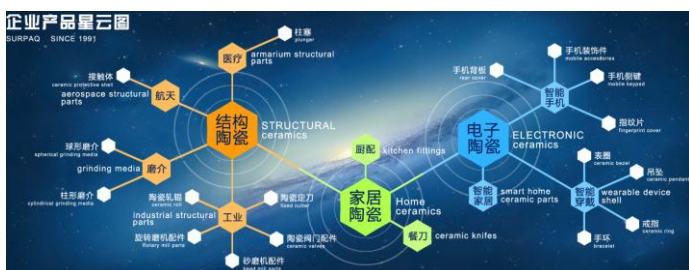 企业产品星云图
SURPAQ SINCE 1991
医疗
armarium structural
parts
柱塞
plunger
接触体
ceramic protective shell
aerospace structural
parts
航天
结构
陶瓷
STRUCTURAL
ceramics
球形磨介
spherical grinding media
grinding media
磨介
柱形磨介
cylindrical grinding media
陶瓷轧辊
ceramic roll
industrial structural
parts
工业
旋转磨机配件
Rotary mill parts
砂磨机配件
陶瓷定刀
陶瓷阀门配件
ceramic valves
厨配
kitchen fittings
家居
陶瓷
Home
ceramics
餐刀
ceramic knifes
电子
陶瓷
ELECTRONIC
ceramics
手机背板
rear cover
智能
手机
手机装饰件
mobile accessories
手机侧键
mobile keypad
指纹片
fingerprint cover
智能
家居
smart home
ceramic parts
智能
穿戴
wearable device
shell
表圈
ceramic bezel
吊坠
ceramic pendant
戒指
ceramic ring
手环
bracelet